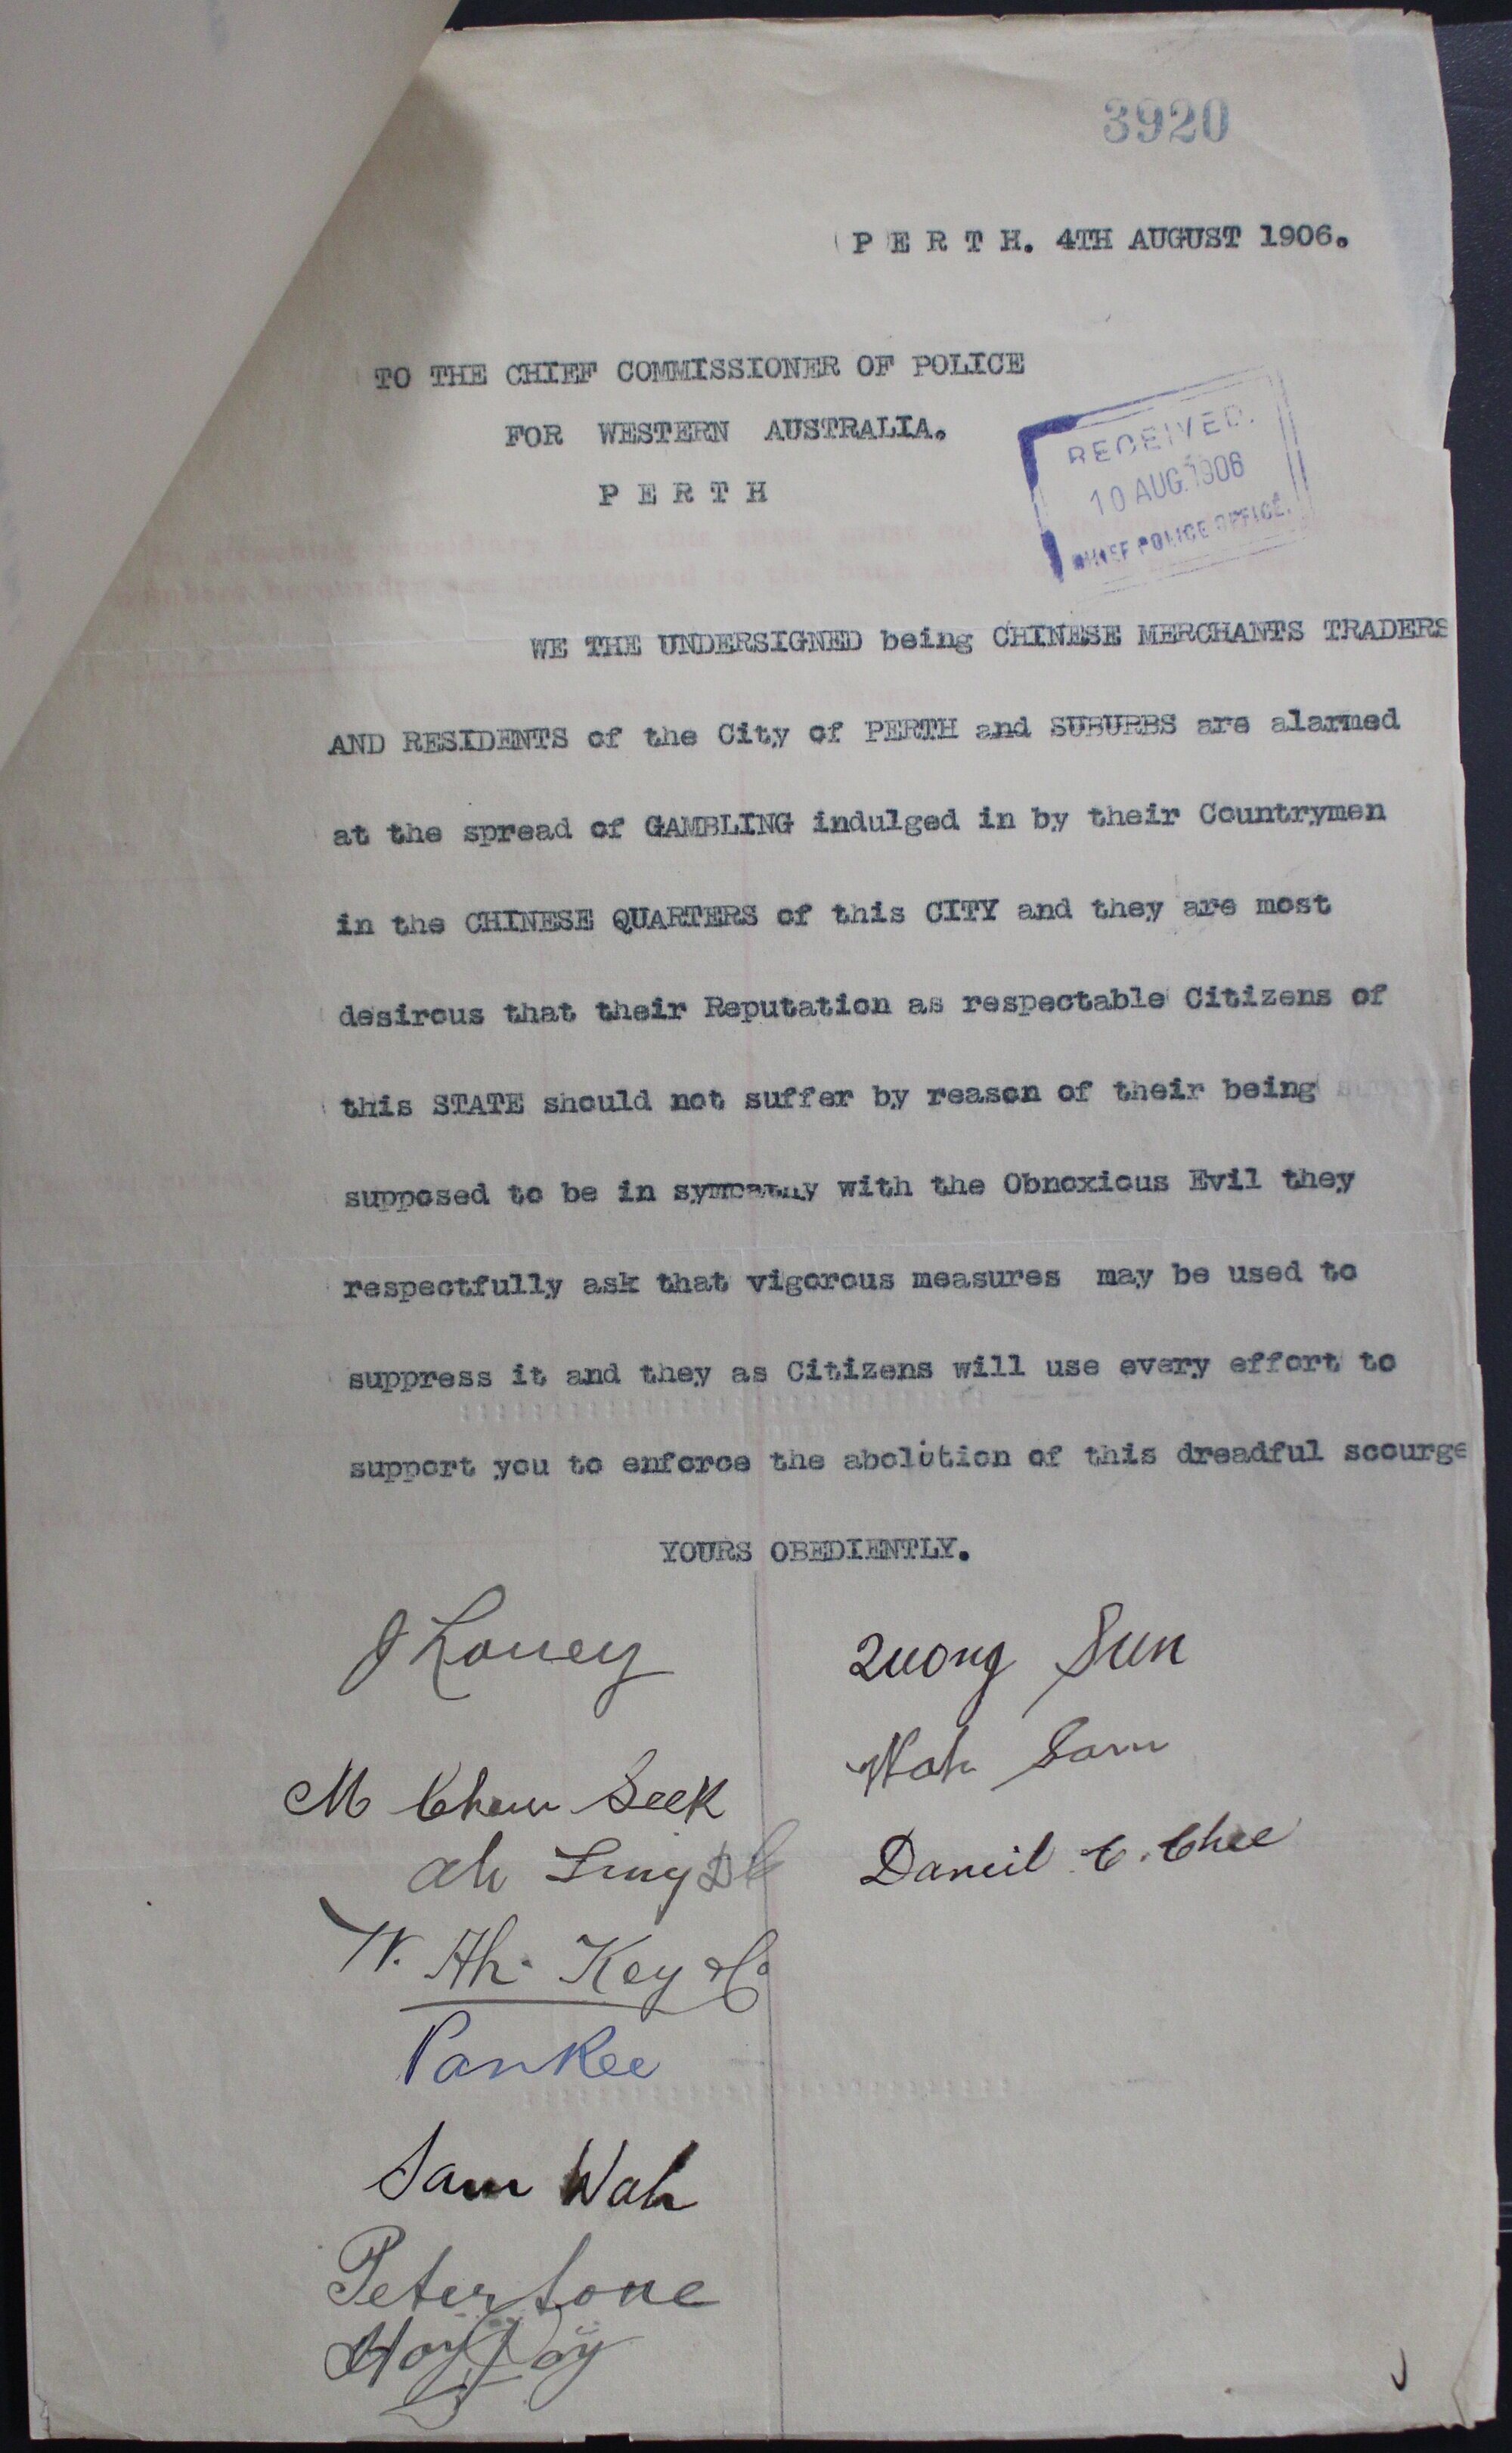 3920
PERTH. 4TH AUGUST 1906.
TO THE CHIEF COMMISSIONER OF POLICE
FOR WESTERN AUSTRALIA.
PERTH
RECEIVED.
10 AUG.1906
CHIEF POLICE OFFICE.
WE THE UNDERSIGNED being CHINESE MERCHANTS TRADERS
AND RESIDENTS of the City of PERTH and SUBURBS are alarmed
at the spread of GAMBLING indulged in by their Countrymen
in the CHINESE QUARTERS of this CITY and they are most
desirous that their Reputation as respectable Citizens of
this STATE should not suffer by reason of their being
supposed to be in sympathy with the Obnoxious Evil they
respectfully ask that vigorous measures may be used to
suppress it and they as Citizens will use every effort to
support you to enforce the abolition of this dreadful scourge
YOURS OBEDIENTLY.
J Louey
M Chew Seek
Ah
W. Ah. Key & Co
Pankee
Sam Wah
Peter
Hoy
Quong Sun
Wah Sam
Daneil C. Chee